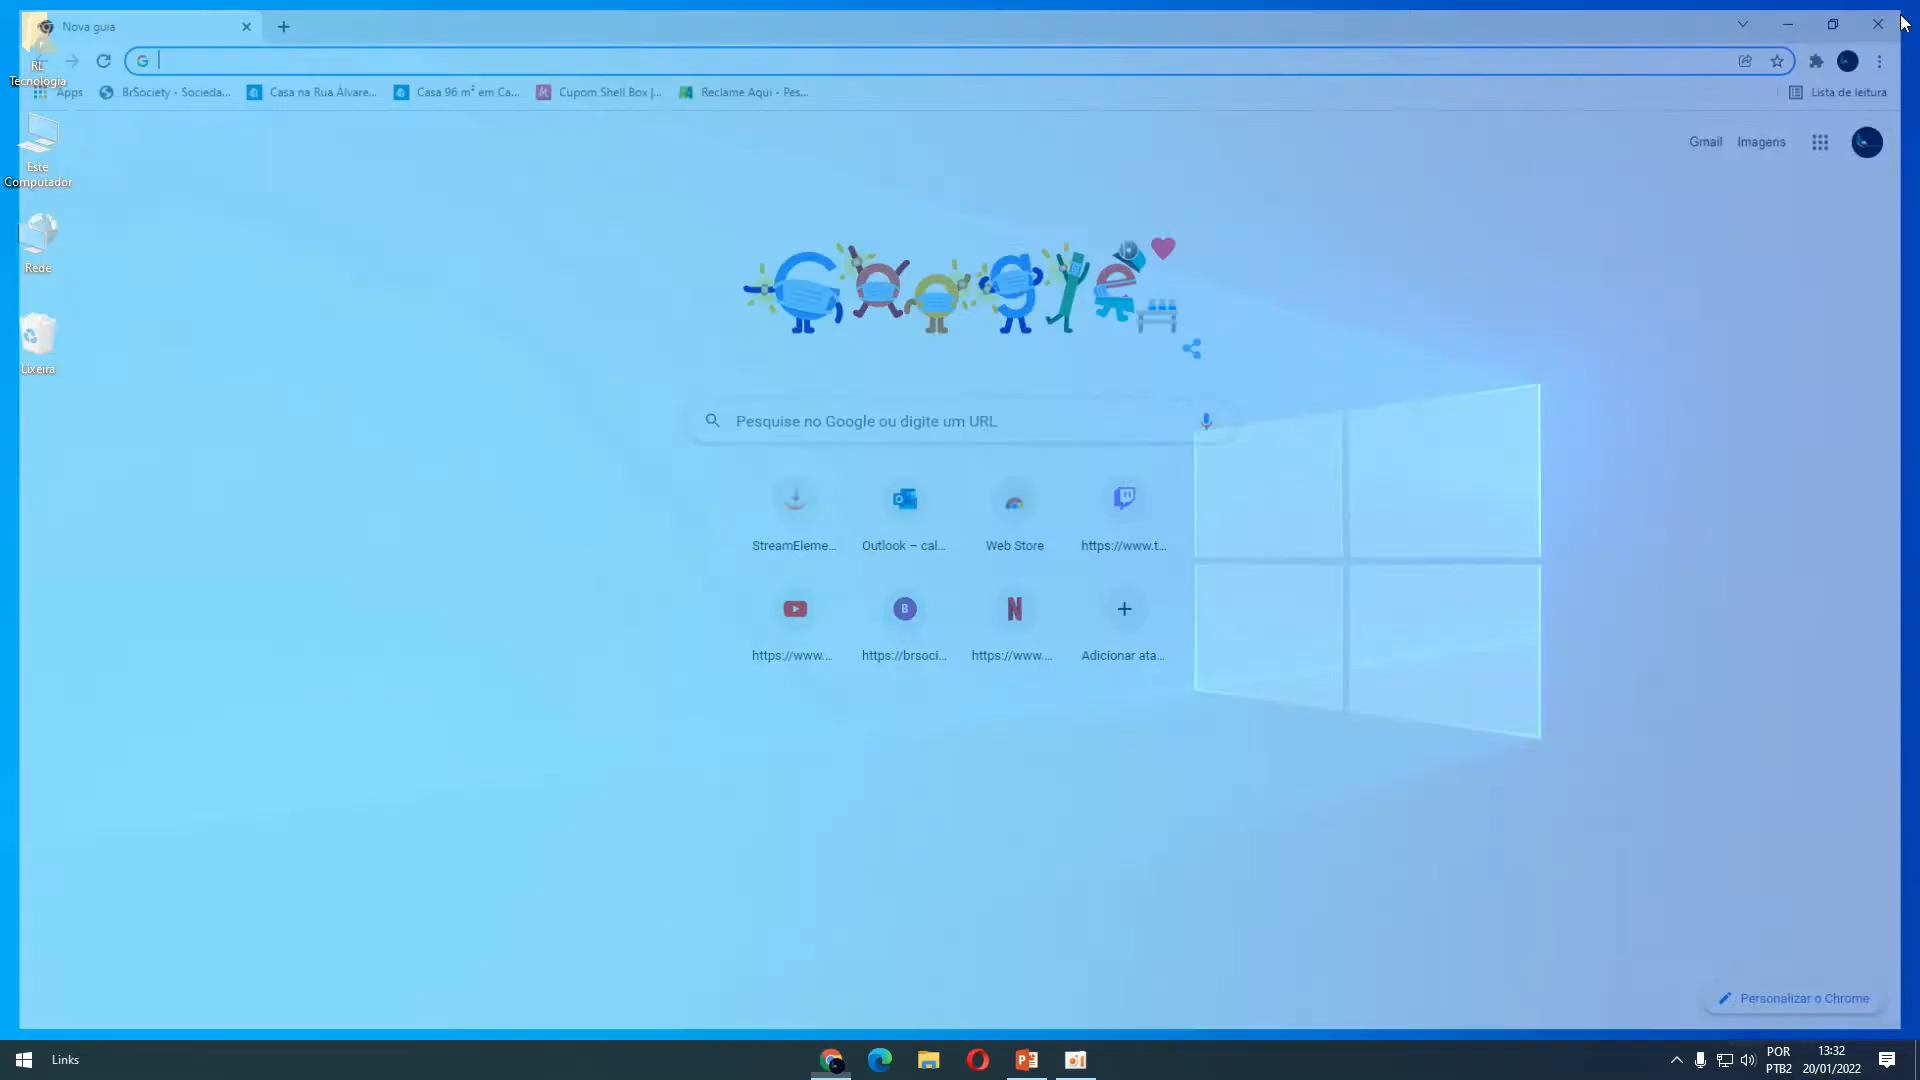 Nova guia
RL
Tecnologia
Apps
BrSociety - Socieda...
Casa na Rua Álvare...
Casa 96 m² em Ca...
Cupom Shell Box |...
Reclame Aqui - Pes...
Lista de leitura
Gmail
Imagens
Este
Computador
Rede
Lixeira
Google
Pesquise no Google ou digite um URL
StreamEleme...
Outlook – cal...
Web Store
https://www.t...
https://www....
https://brsoci...
https://www....
Adicionar ata...
Personalizar o Chrome
Links
POR
PTB2
13:32
20/01/2022